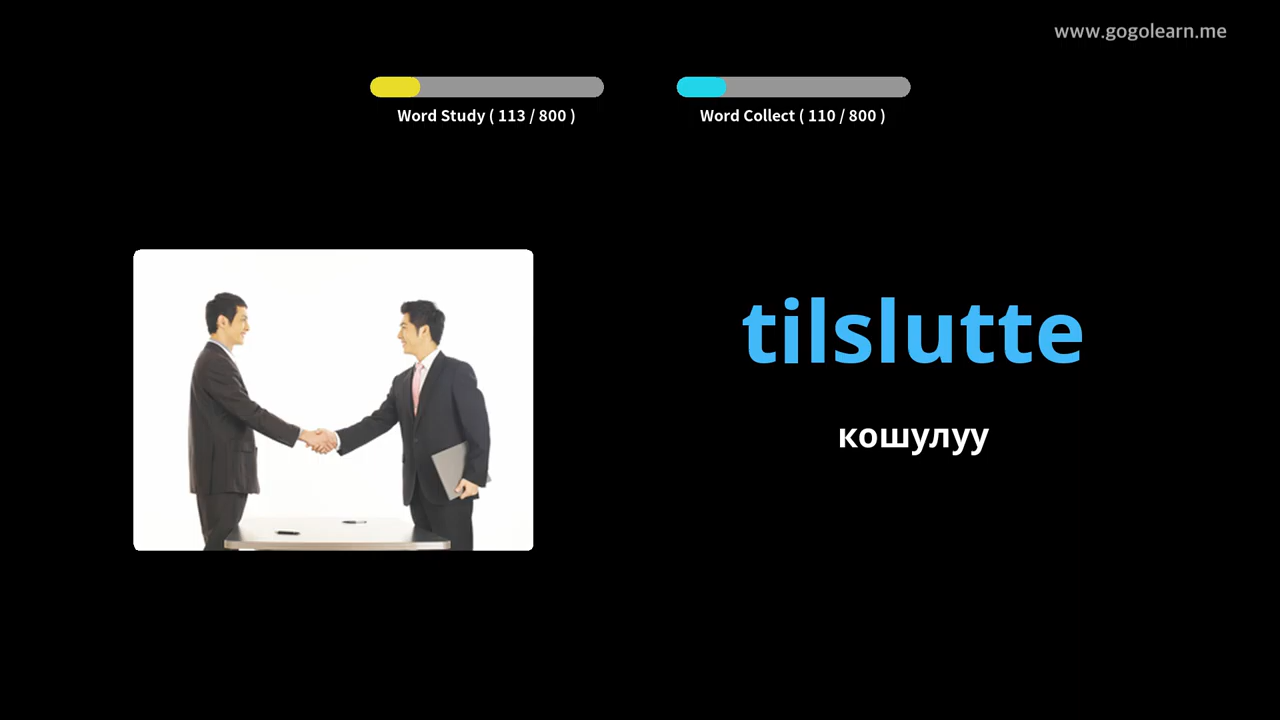 www.gogolearn.me
Word Study ( 113 / 800 )
Word Collect ( 110 / 800 )
tilslutte
кошулуу